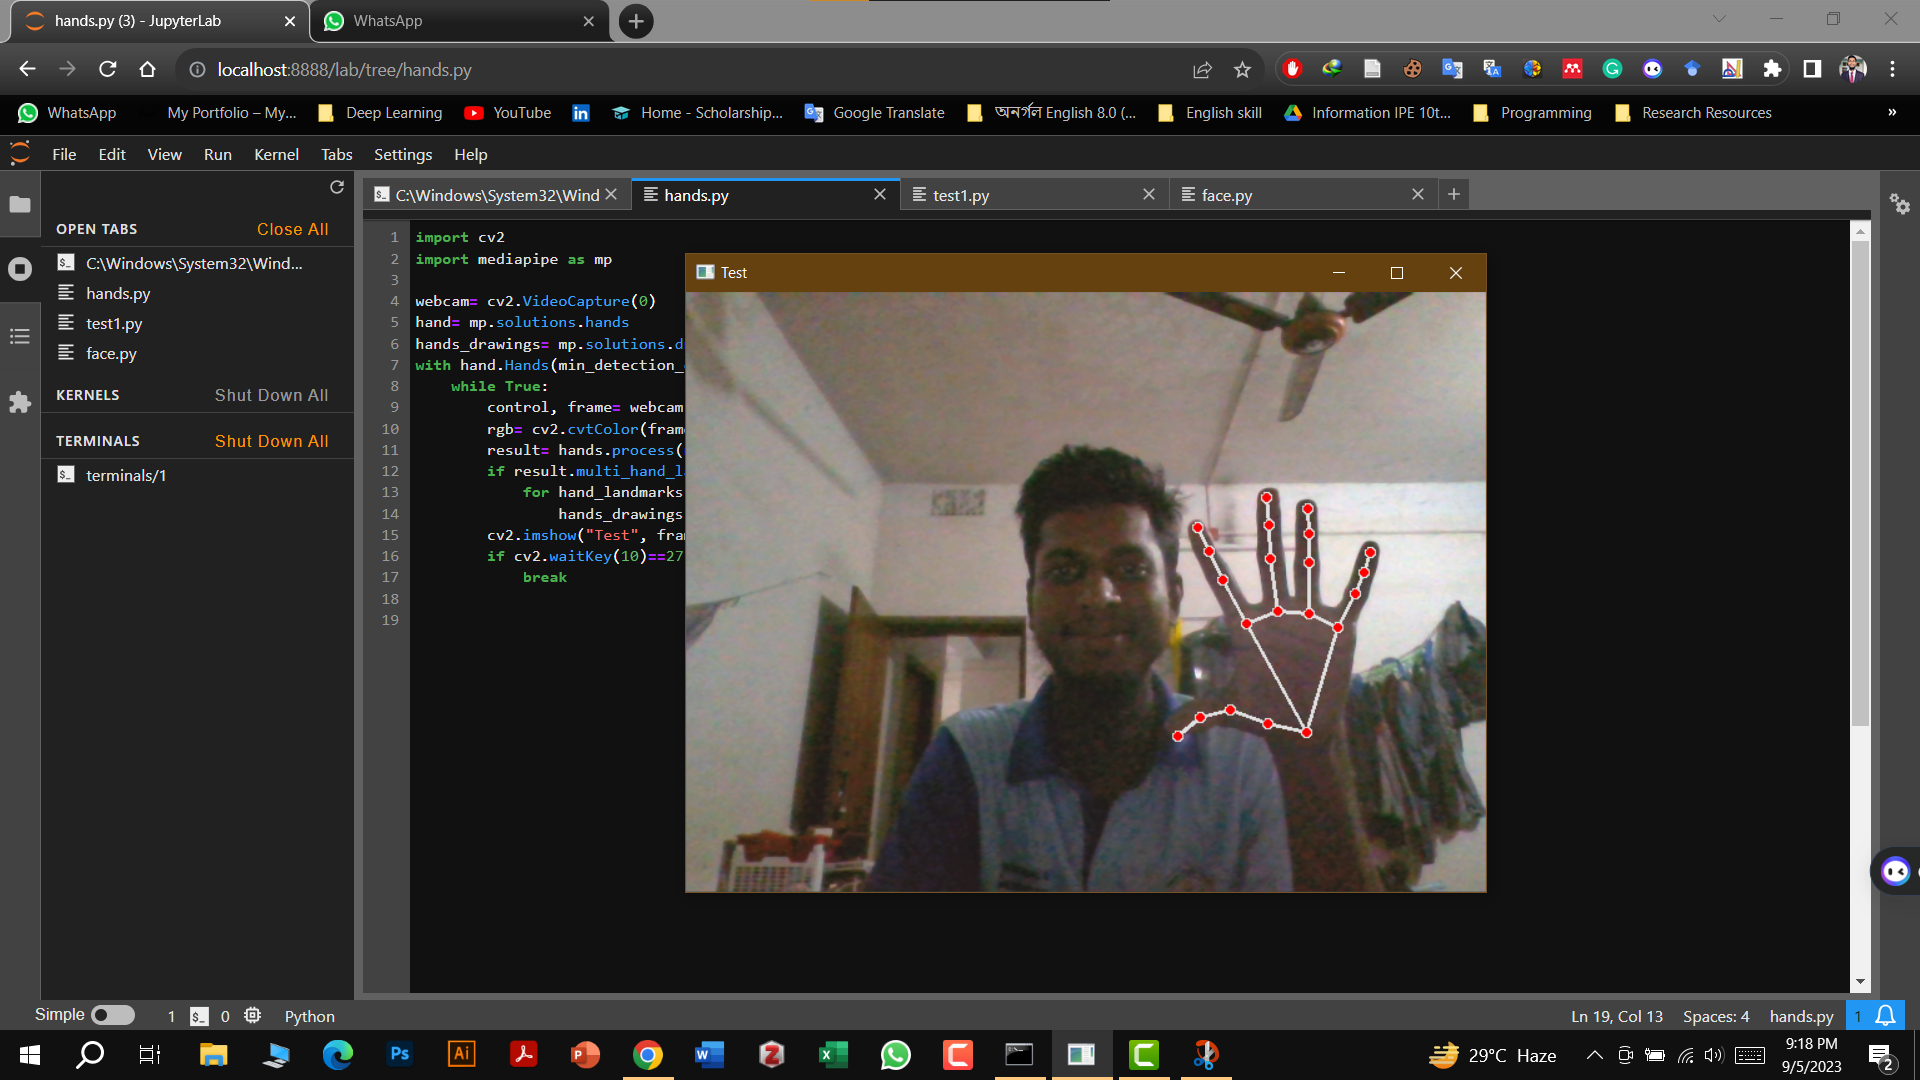 hands.py (3) - JupyterLab
WhatsApp
localhost:8888/lab/tree/hands.py
WhatsApp
My Portfolio – My...
Deep Learning
YouTube
Home - Scholarship...
Google Translate
অনর্গল English 8.0 (...
English skill
Information IPE 10t...
Programming
Research Resources
»
File Edit View Run Kernel Tabs Settings Help
C:\Windows\System32\Wind
hands.py
test1.py
face.py
OPEN TABS
Close All
C:\Windows\System32\Wind...
hands.py
test1.py
face.py
KERNELS
Shut Down All
TERMINALS
Shut Down All
terminals/1
1 import cv2
2 import mediapipe as mp
3
4 webcam= cv2.VideoCapture(0)
5 hand= mp.solutions.hands
6 hands_drawings= mp.solutions.d
7 with hand.Hands(min_detection_
8 while True:
9 control, frame= webcam
10 rgb= cv2.cvtColor(fram
11 result= hands.process(
12 if result.multi_hand_l
13 for hand_landmarks
14 hands_drawings
15 cv2.imshow("Test", fra
16 if cv2.waitKey(10)==27
17 break
18
19
Test
Simple
1
0
Python
Ln 19, Col 13
Spaces: 4
hands.py
1
29°C Haze
9:18 PM
9/5/2023
2